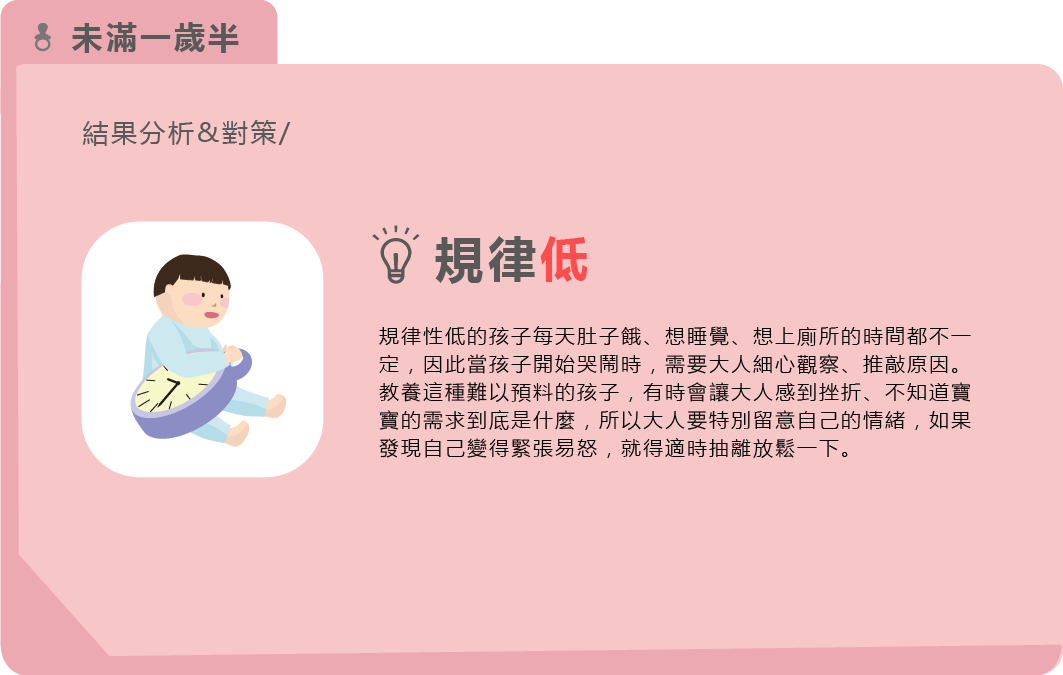 未滿一歲半
結果分析&對策/
規律低
規律性低的孩子每天肚子餓、想睡覺、想上廁所的時間都不一
定，因此當孩子開始哭鬧時，需要大人細心觀察、推敲原因。
教養這種難以預料的孩子，有時會讓大人感到挫折、不知道寶
寶的需求到底是什麼，所以大人要特別留意自己的情緒，如果
發現自己變得緊張易怒，就得適時抽離放鬆一下。